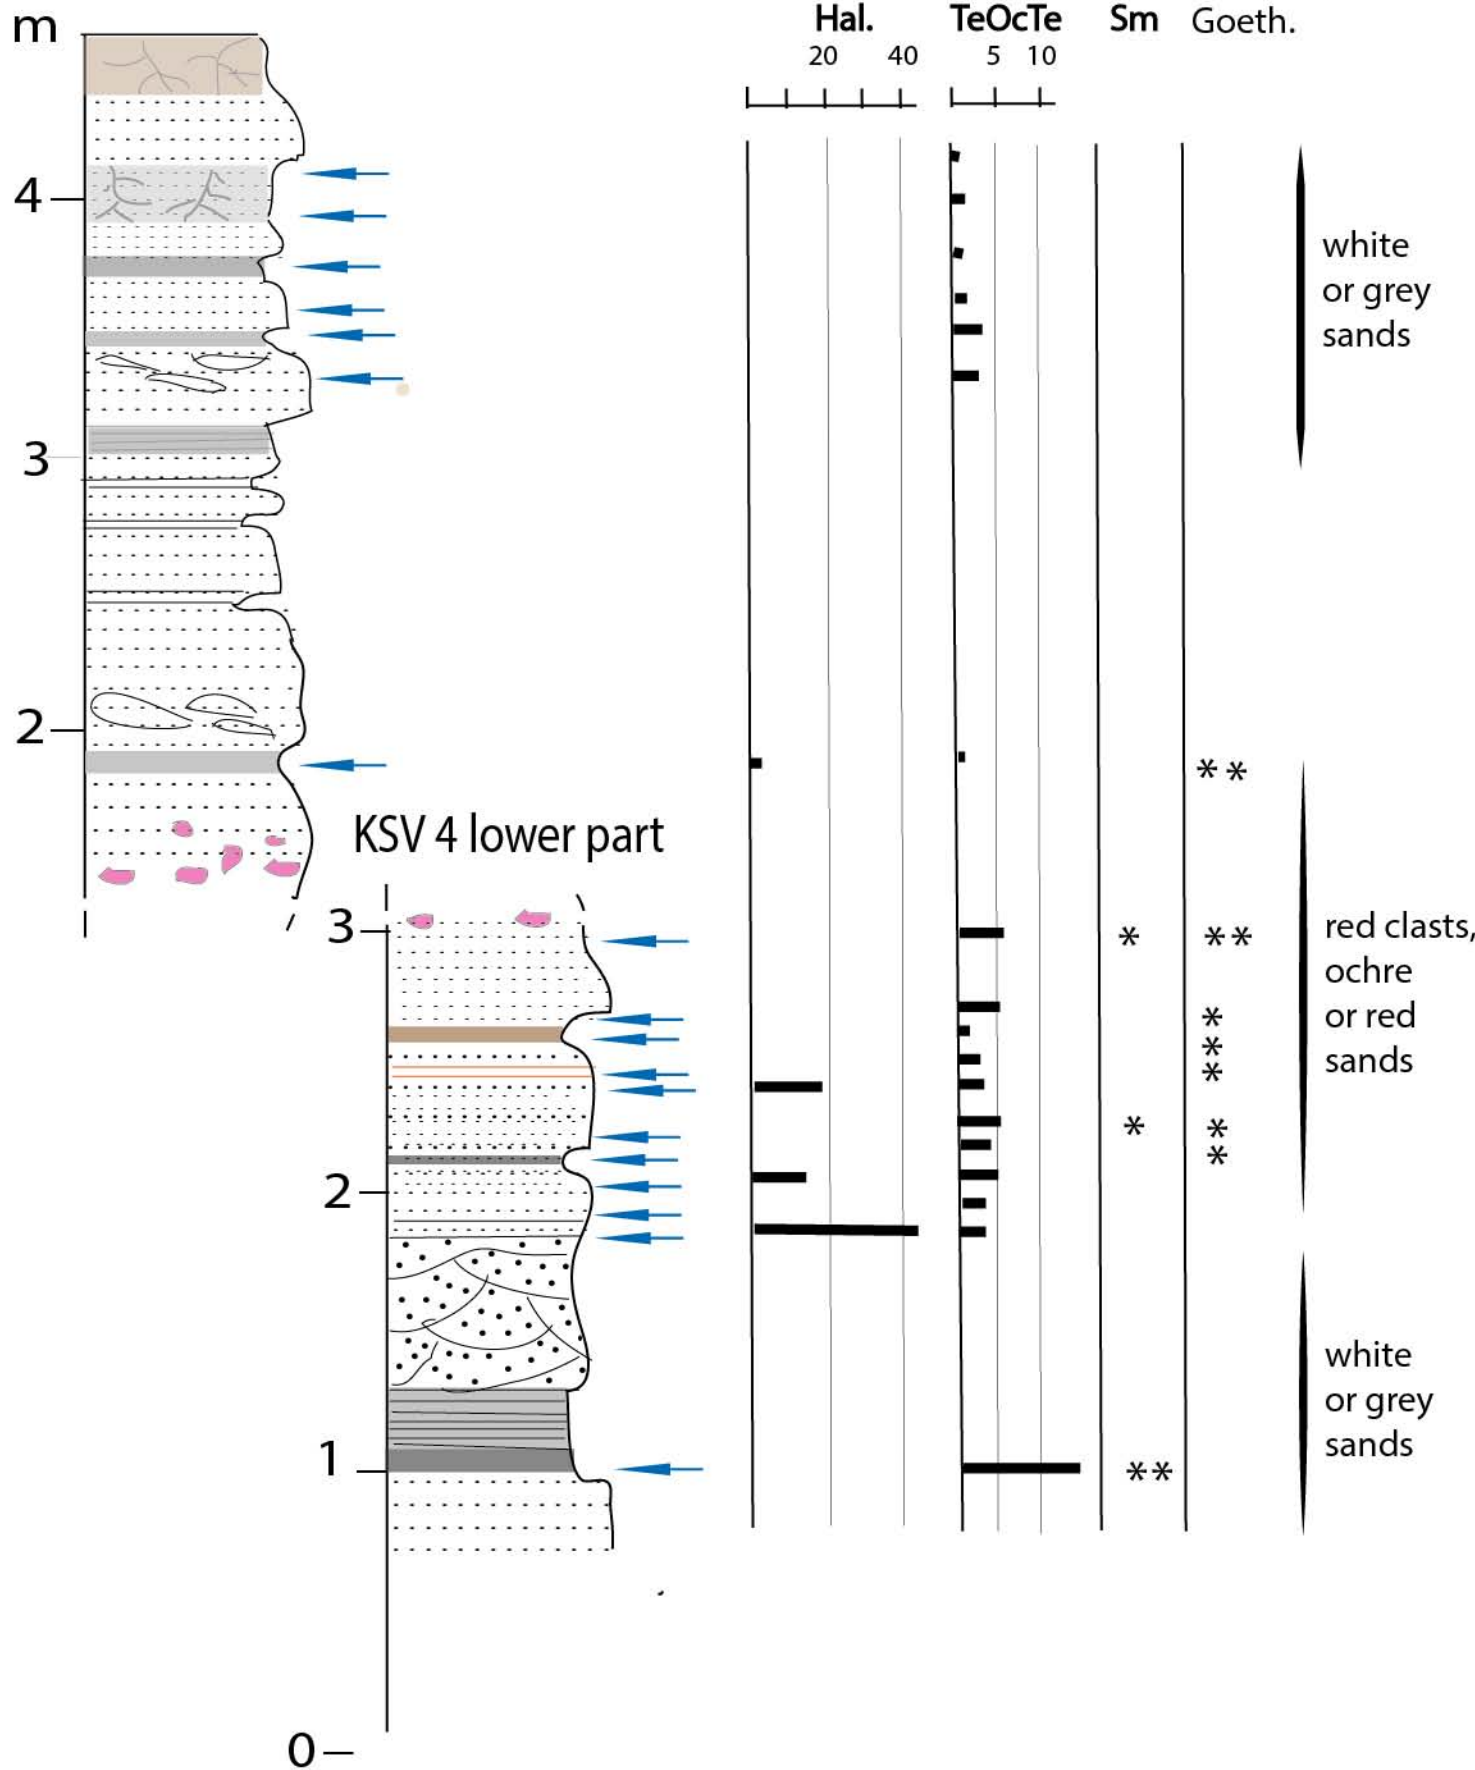 m
Hal. TeOcTe Sm Goeth.
20 40 5 10
4
white
or grey
sands
3
2
* *
KSV 4 lower part
3
* * *
red clasts,
ochre
or red
sands
*
*
*
* *
*
2
white
or grey
sands
1
* *
0